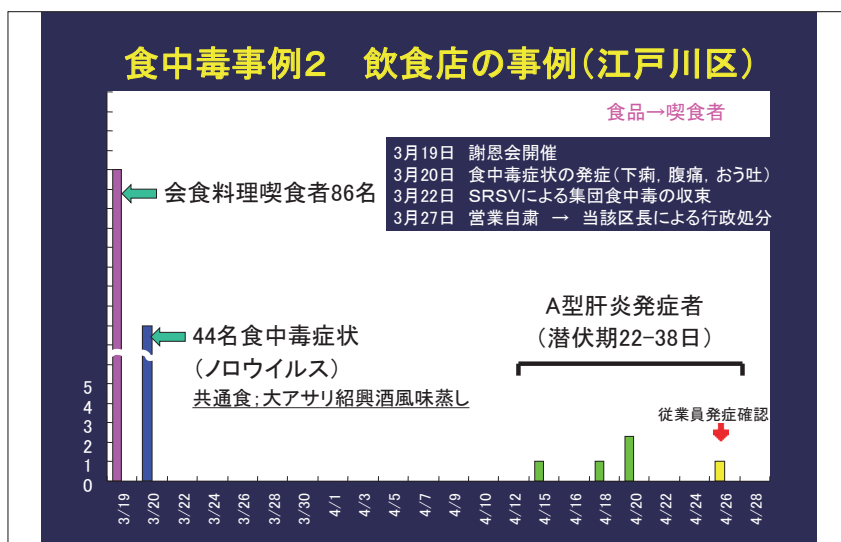 食中毒事例2 飲食店の事例(江戸川区)
食品→喫食者
3月19日 謝恩会開催
3月20日 食中毒症状の発症(下痢,腹痛,おう吐)
3月22日 SRSVによる集団食中毒の収束
3月27日 営業自粛 → 当該区長による行政処分
会食料理喫食者86名
A型肝炎発症者
(潜伏期22-38日)
44名食中毒症状
(ノロウイルス)
共通食;大アサリ紹興酒風味蒸し
従業員発症確認
5
4
3
2
1
0
3/19 3/20 3/22 3/24 3/26 3/28 3/30 4/1 4/3 4/5 4/7 4/9 4/10 4/12 4/15 4/18 4/20 4/22 4/24 4/26 4/28